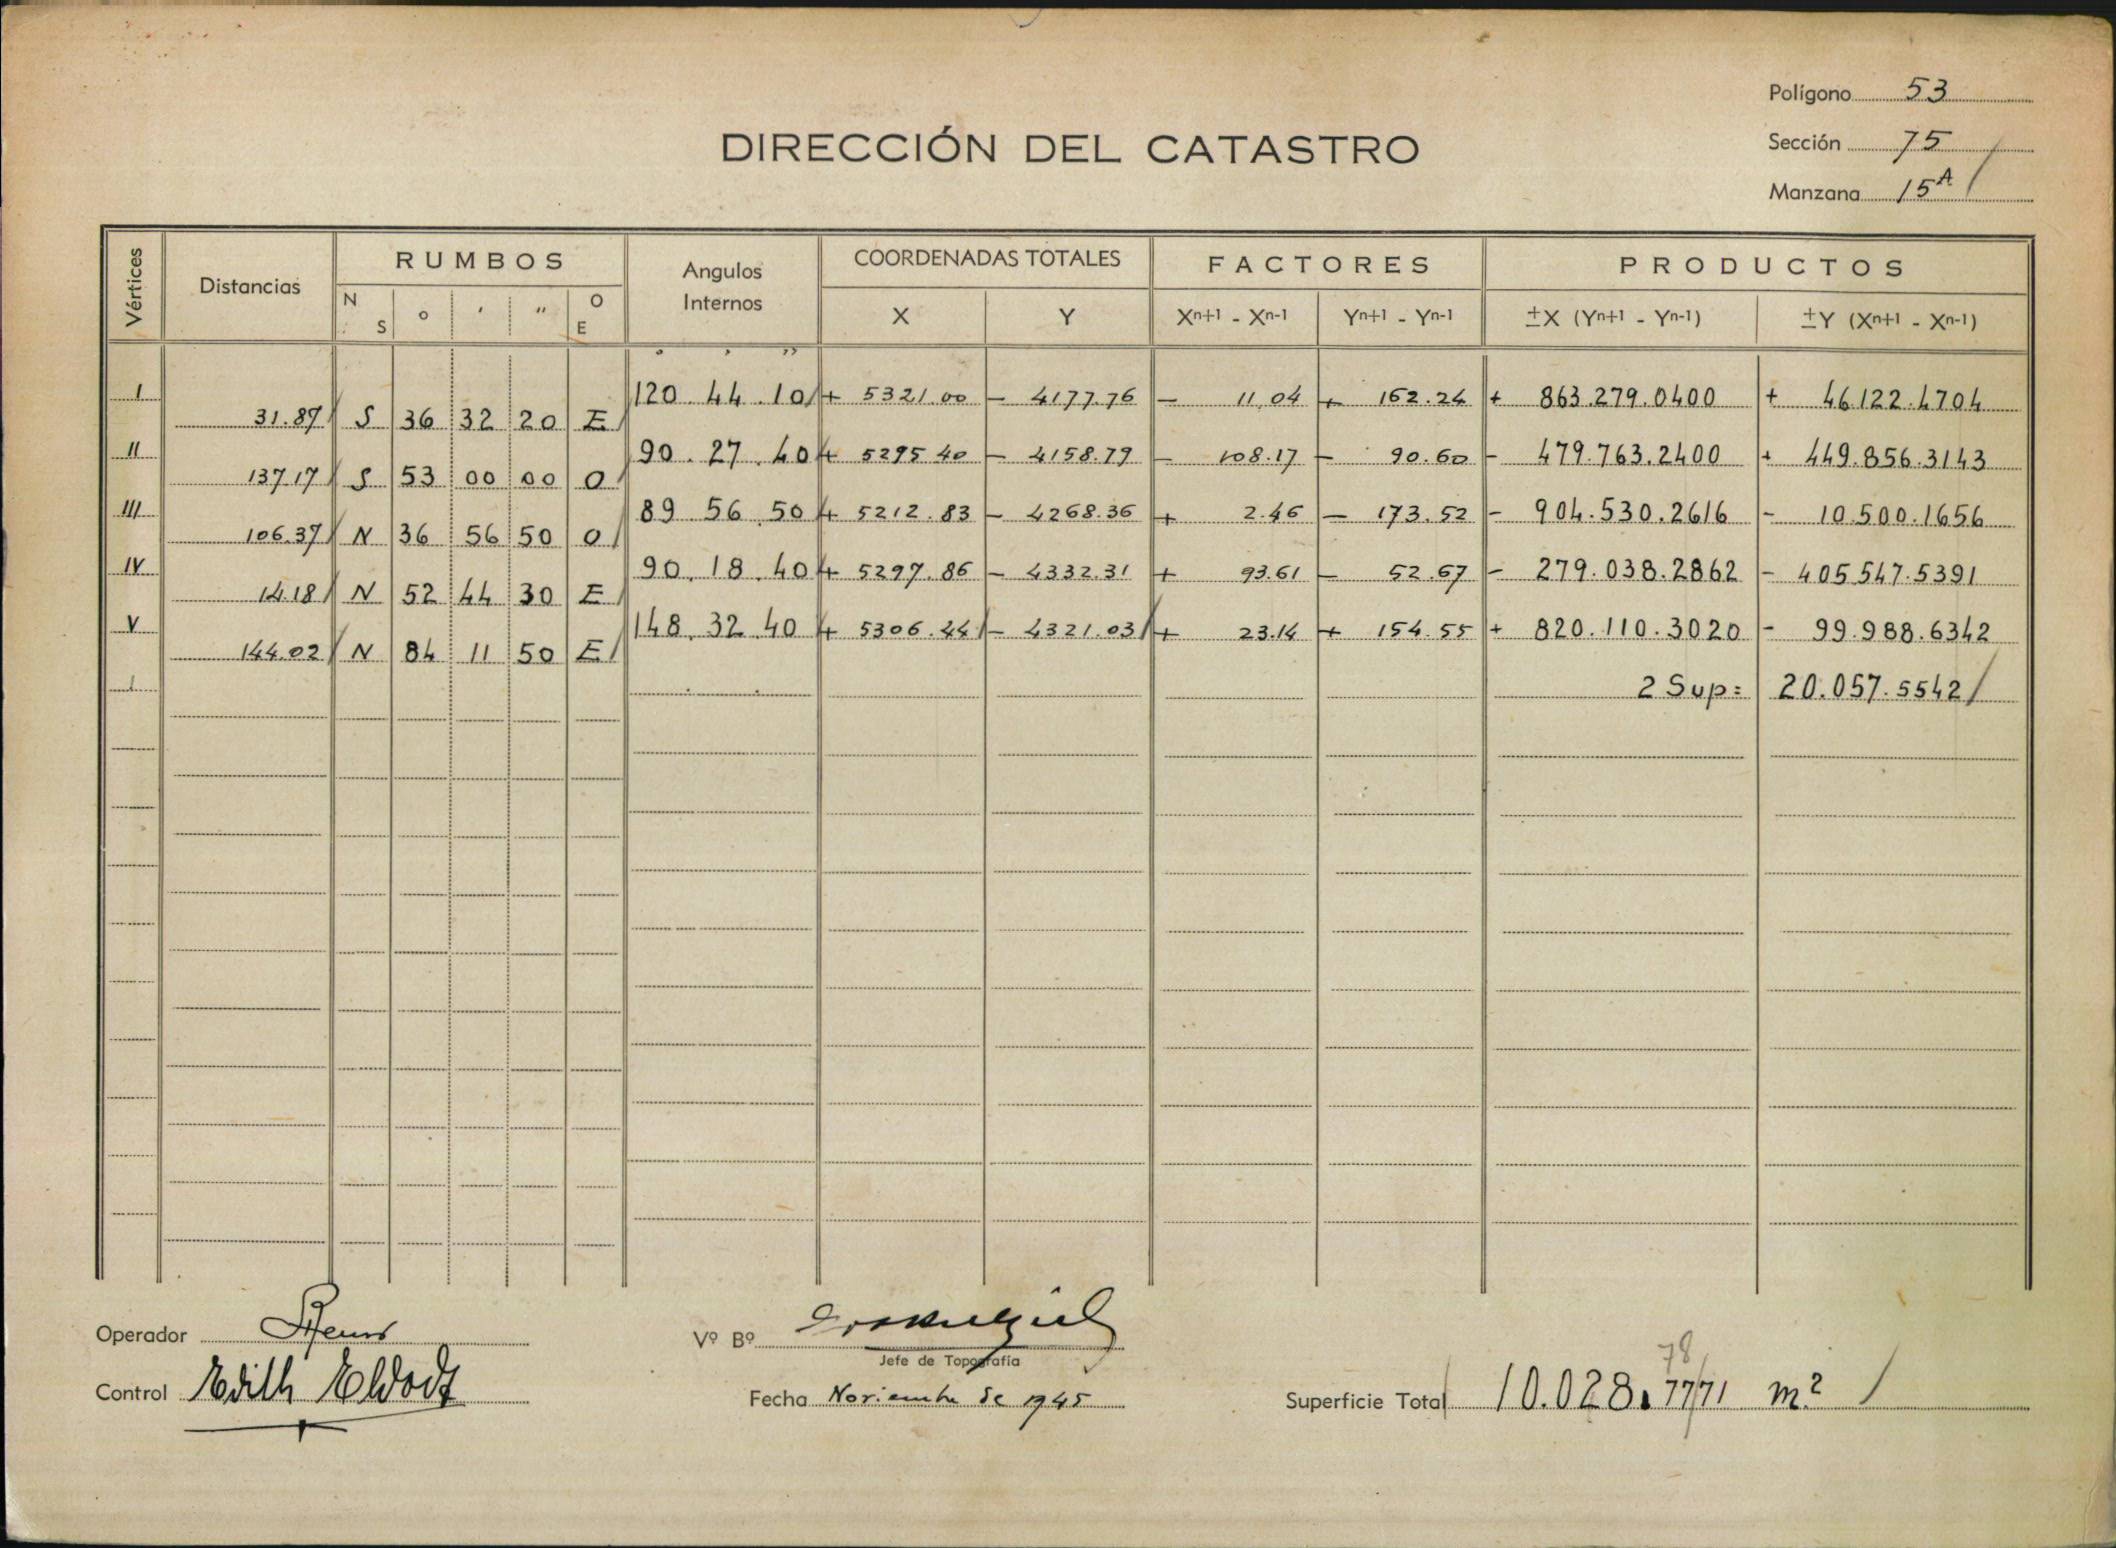 Polígono 53
DIRECCIÓN DEL CATASTRO
Sección 75
Manzana 15A
Vértices Distancias RUMBOS Angulos Internos COORDENADAS TOTALES FACTORES PRODUCTOS
N S ° ' " O E X Y Xn+1 - Xn-1 Yn+1 - Yn-1 ±X (Yn+1 - Yn-1) ±Y (Xn+1 - Xn-1)
° ' "
I 120 44 10 + 5321.00 - 4177.76 - 11.04 + 162.24 + 863.279.0400 + 46.122.4704
31.87 S 36 32 20 E
II 90 27 40 + 5295.40 - 4158.79 - 108.17 - 90.60 - 479.763.2400 + 449.856.3143
137.17 S 53 00 00 O
III 89 56 50 + 5212.83 - 4268.36 + 2.46 - 173.52 - 904.530.2616 - 10.500.1656
106.37 N 36 56 50 O
IV 90 18 40 + 5297.86 - 4332.31 + 93.61 - 52.67 - 279.038.2862 - 405.547.5391
14.18 N 52 44 30 E
V 148 32 40 + 5306.44 - 4321.03 + 23.14 + 154.55 + 820.110.3020 - 99.988.6342
144.02 N 84 11 50 E
I 2 Sup: 20.057.5542
Operador
Vº Bº
Jefe de Topografía
78
Control Edith
Fecha Noviembre de 1945
Superficie Total 10.028.7771 m²